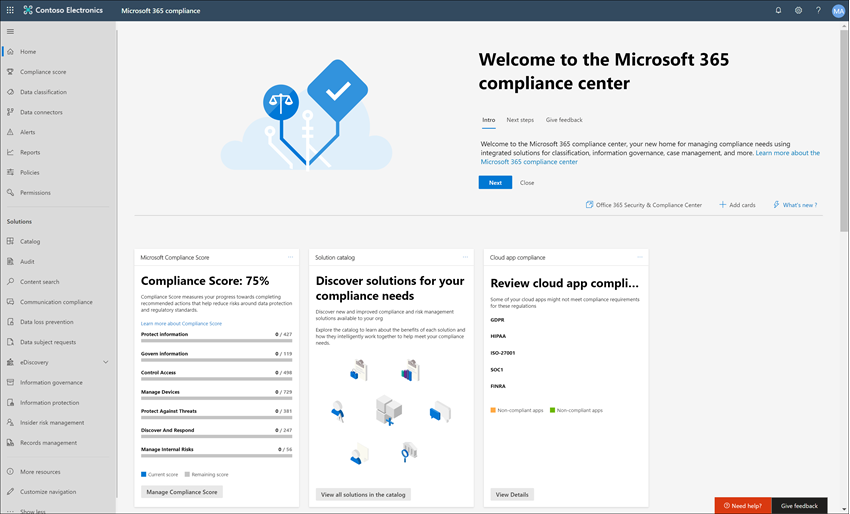 Contoso Electronics
Microsoft 365 compliance
?
MA
Home
Compliance score
Data classification
Data connectors
Alerts
Reports
Policies
Permissions
Solutions
Catalog
Audit
Content search
Communication compliance
Data loss prevention
Data subject requests
eDiscovery
Information governance
Information protection
Insider risk management
Records management
More resources
Customize navigation
Show less
Welcome to the Microsoft 365
compliance center
Intro
Next steps
Give feedback
Welcome to the Microsoft 365 compliance center, your new home for managing compliance needs using
integrated solutions for classification, information governance, case management, and more. Learn more about the
Microsoft 365 compliance center
Next
Close
Office 365 Security & Compliance Center
Add cards
What's new ?
Microsoft Compliance Score
Compliance Score: 75%
Compliance Score measures your progress towards completing
recommended actions that help reduce risks around data protection
and regulatory standards.
Learn more about Compliance Score
Protect information 0 / 427
Govern information 0 / 119
Control Access 0 / 498
Manage Devices 0 / 729
Protect Against Threats 0 / 381
Discover And Respond 0 / 247
Manage Internal Risks 0 / 56
Current score
Remaining score
Manage Compliance Score
Solution catalog
Discover solutions for your
compliance needs
Discover new and improved compliance and risk management
solutions available to your org
Explore the catalog to learn about the benefits of each solution and
how they intelligently work together to help meet your compliance
needs.
View all solutions in the catalog
Cloud app compliance
Review cloud app compli...
Some of your cloud apps might not meet compliance requirements
for these regulations
GDPR
HIPAA
ISO-27001
SOC1
FINRA
Non-compliant apps
Non-compliant apps
View Details
Need help?
Give feedback